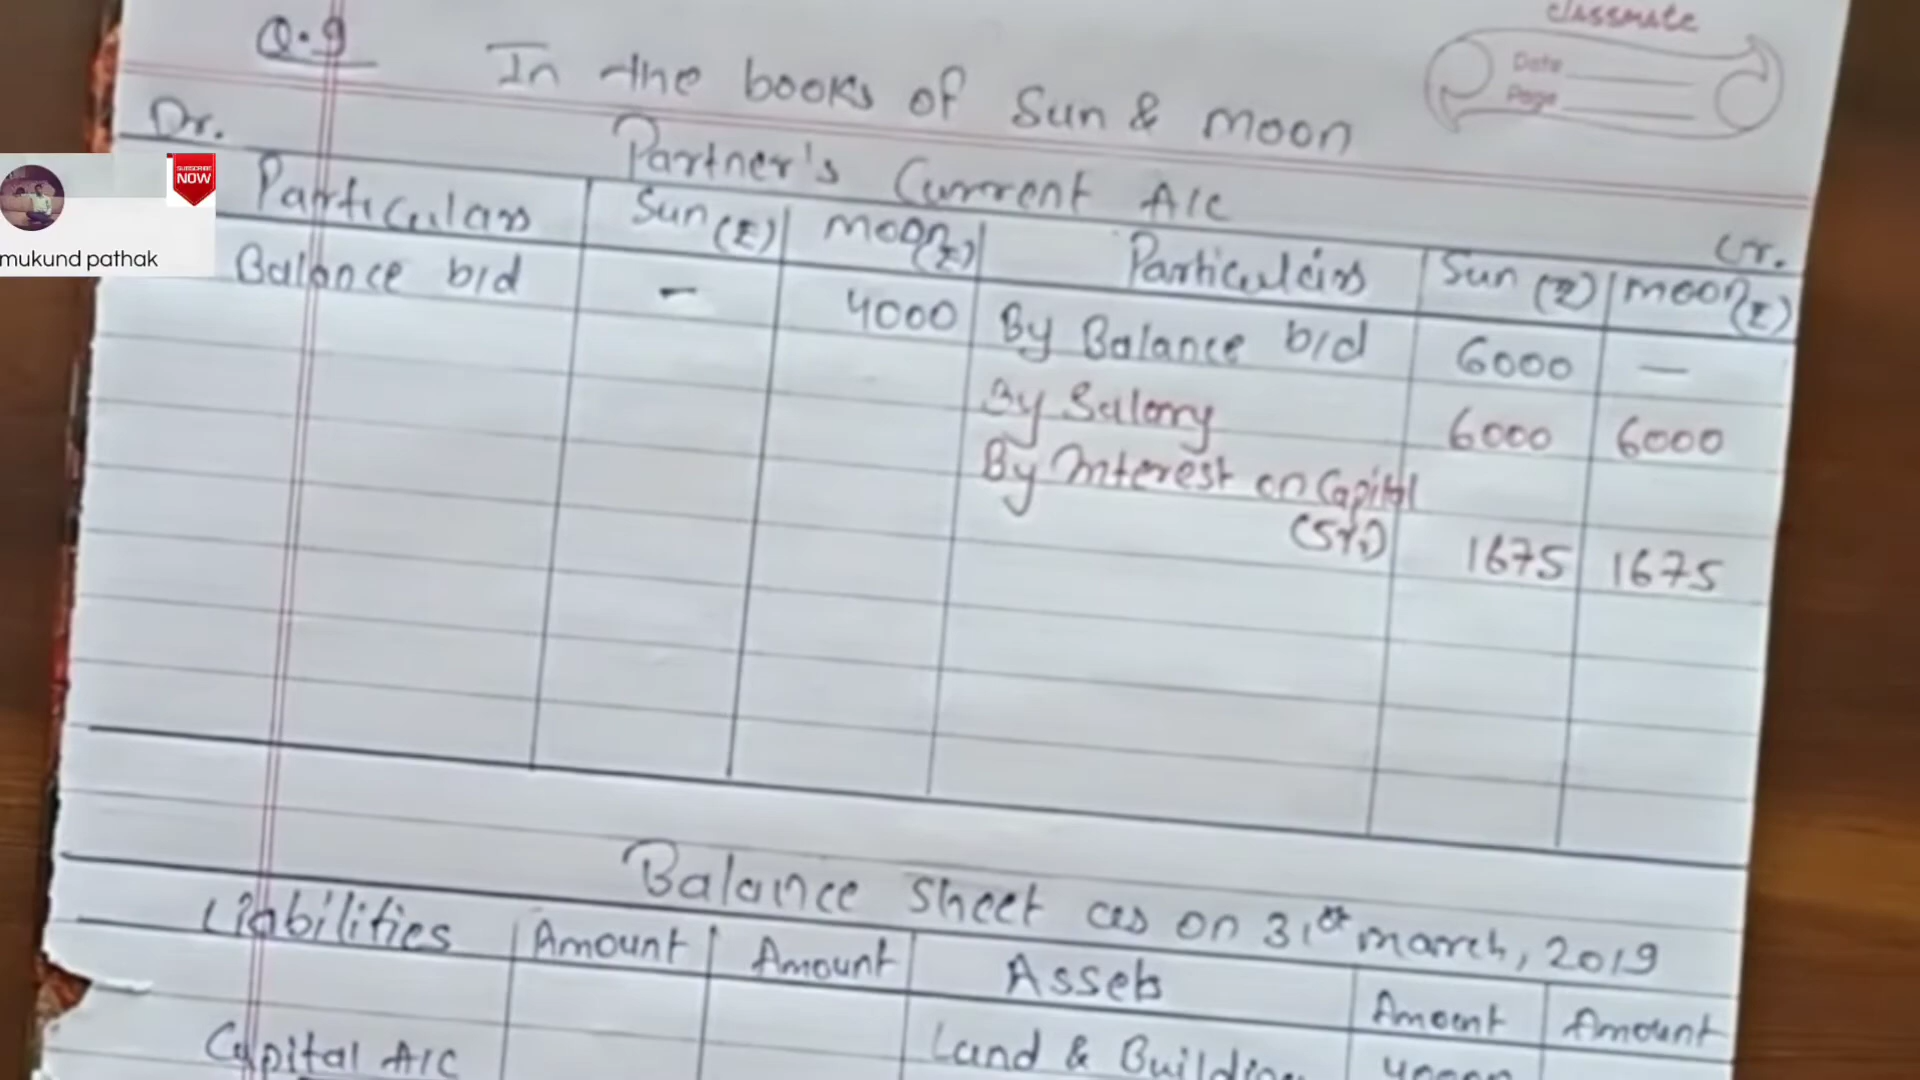 classmate
Date
Page
Q.9
In the books of Sun & moon
Dr.
Partner's Current A/c
Cr.
Particulars Sun (₹) moon (₹) Particulars Sun (₹) moon (₹)
Balance b/d - 4000 By Balance b/d 6000 —
By Salary 6000 6000
By Interest on Capital
(5%) 1675 1675
SUBSCRIBE
NOW
mukund pathak
Balance sheet as on 31st march, 2019
Liabilities Amount Amount Assets Amount Amount
Capital A/C Land & Building